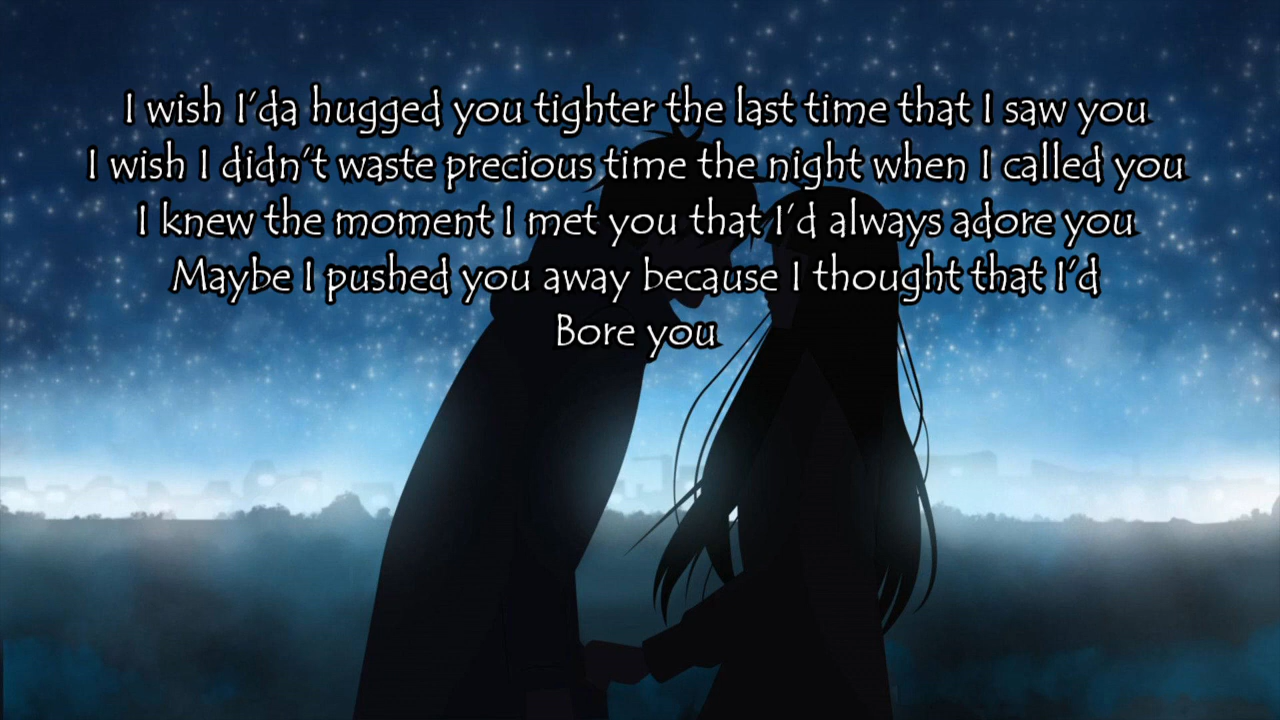 I wish I'da hugged you tighter the last time that I saw you
I wish I didn't waste precious time the night when I called you
I knew the moment I met you that I'd always adore you
Maybe I pushed you away because I thought that I'd
Bore you